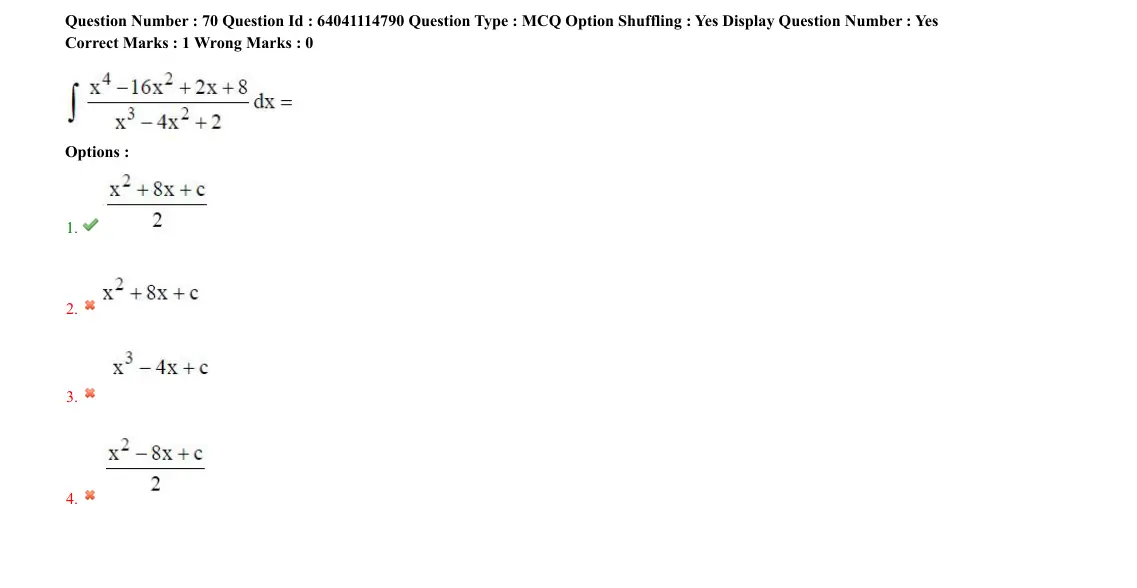 Question Number : 70 Question Id : 64041114790 Question Type : MCQ Option Shuffling : Yes Display Question Number : Yes
Correct Marks : 1 Wrong Marks : 0
∫ (x⁴ – 16x² + 2x + 8) / (x³ – 4x² + 2) dx =
Options :
1. ✔ (x² + 8x + c) / 2
2. ✖ x² + 8x + c
3. ✖ x³ – 4x + c
4. ✖ (x² – 8x + c) / 2